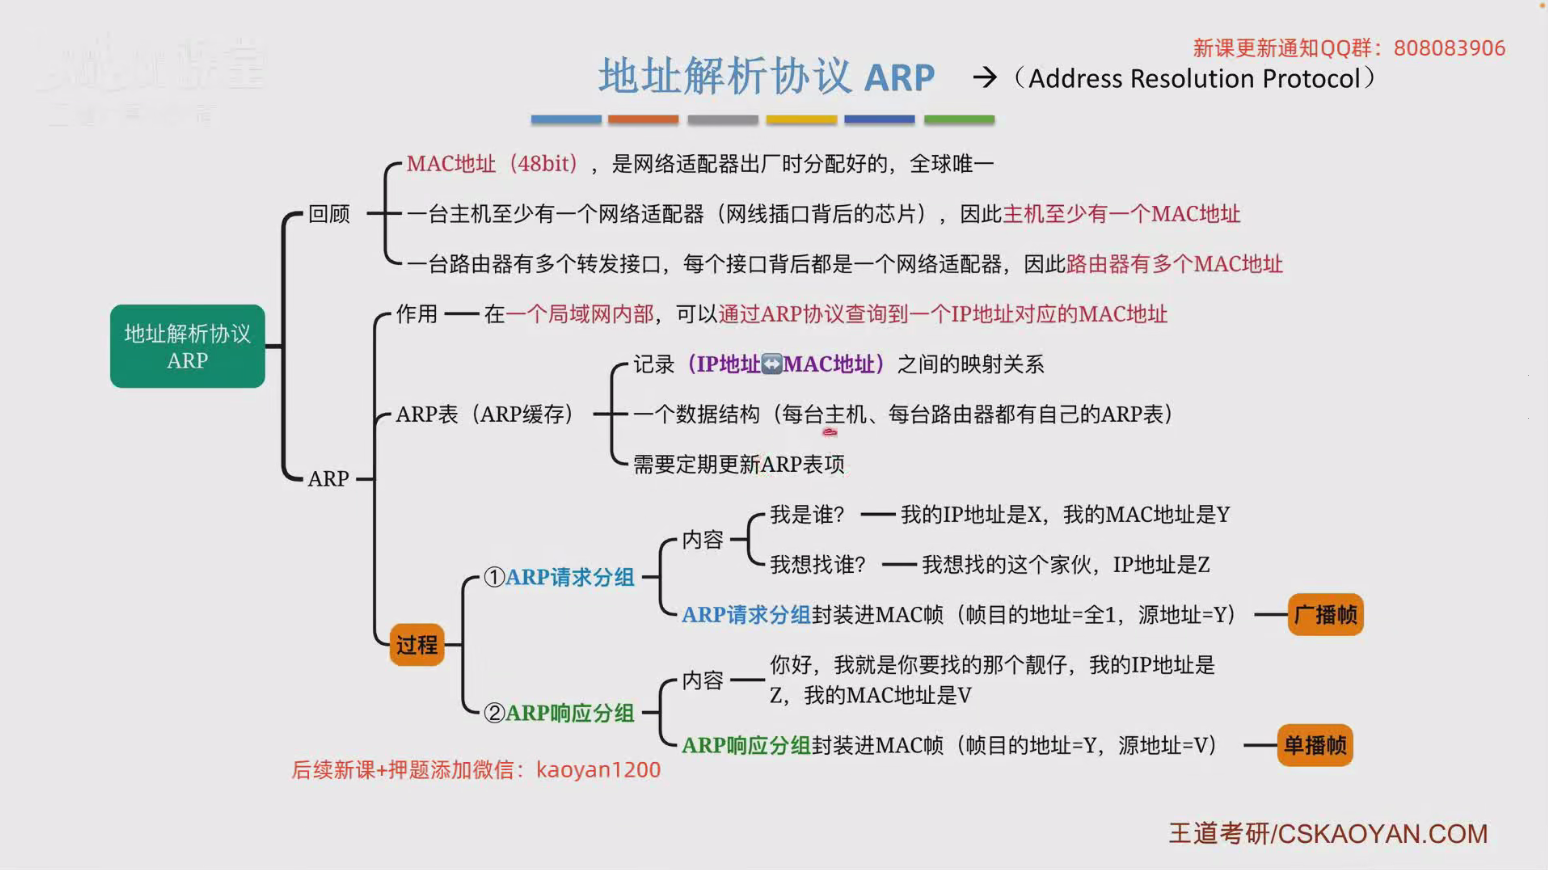 新课更新通知QQ群：808083906
地址解析协议 ARP →（Address Resolution Protocol）
MAC地址（48bit），是网络适配器出厂时分配好的，全球唯一
回顾
一台主机至少有一个网络适配器（网线插口背后的芯片），因此主机至少有一个MAC地址
一台路由器有多个转发接口，每个接口背后都是一个网络适配器，因此路由器有多个MAC地址
地址解析协议
ARP
作用
在一个局域网内部，可以通过ARP协议查询到一个IP地址对应的MAC地址
记录（IP地址↔MAC地址）之间的映射关系
ARP表（ARP缓存）
一个数据结构（每台主机、每台路由器都有自己的ARP表）
需要定期更新ARP表项
ARP
我是谁？
我的IP地址是X，我的MAC地址是Y
内容
我想找谁？
我想找的这个家伙，IP地址是Z
①ARP请求分组
ARP请求分组封装进MAC帧（帧目的地址=全1，源地址=Y）
广播帧
过程
你好，我就是你要找的那个靓仔，我的IP地址是
Z，我的MAC地址是V
内容
②ARP响应分组
ARP响应分组封装进MAC帧（帧目的地址=Y，源地址=V）
单播帧
后续新课+押题添加微信：kaoyan1200
王道考研/CSKAOYAN.COM